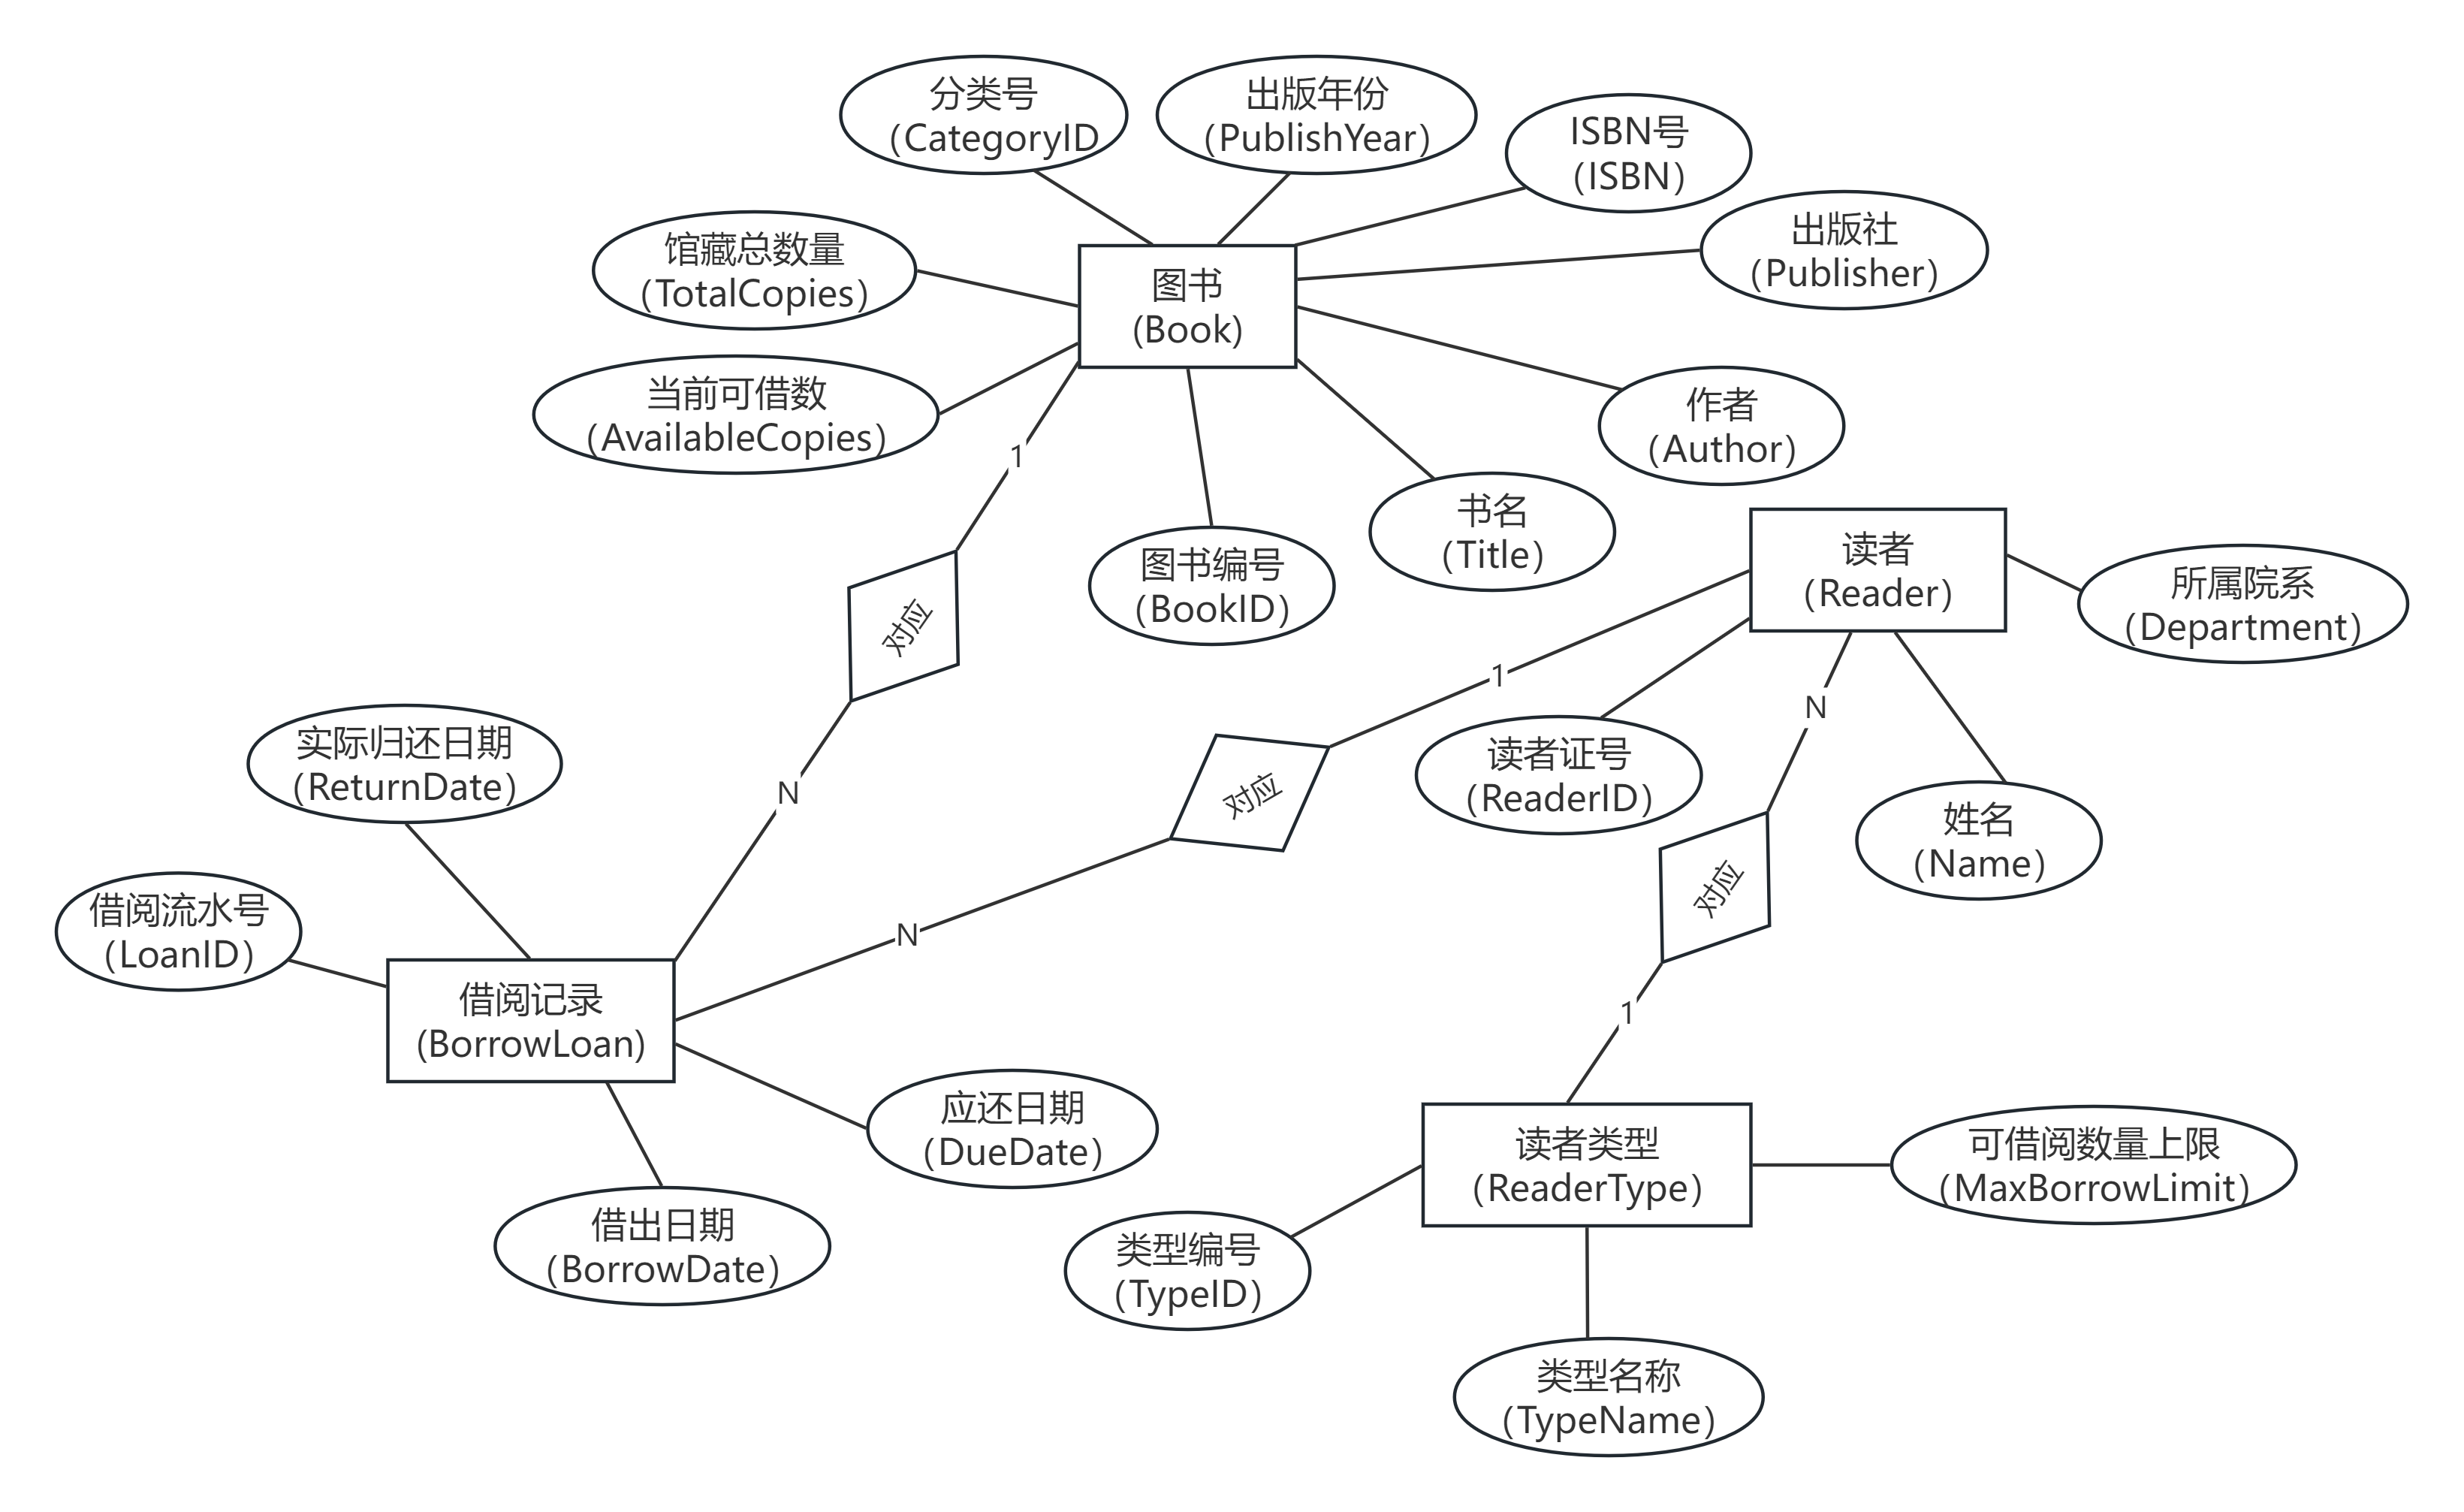 分类号
（CategoryID
出版年份
（PublishYear）
ISBN号
（ISBN）
出版社
（Publisher）
馆藏总数量
（TotalCopies）
图书
(Book)
当前可借数
（AvailableCopies）
作者
（Author）
1
书名
（Title）
图书编号
（BookID）
读者
（Reader）
所属院系
（Department）
对应
1
N
实际归还日期
（ReturnDate）
N
对应
读者证号
（ReaderID）
姓名
（Name）
对应
借阅流水号
（LoanID）
N
借阅记录
(BorrowLoan)
1
应还日期
（DueDate）
读者类型
（ReaderType）
可借阅数量上限
（MaxBorrowLimit）
借出日期
（BorrowDate）
类型编号
（TypeID）
类型名称
（TypeName）